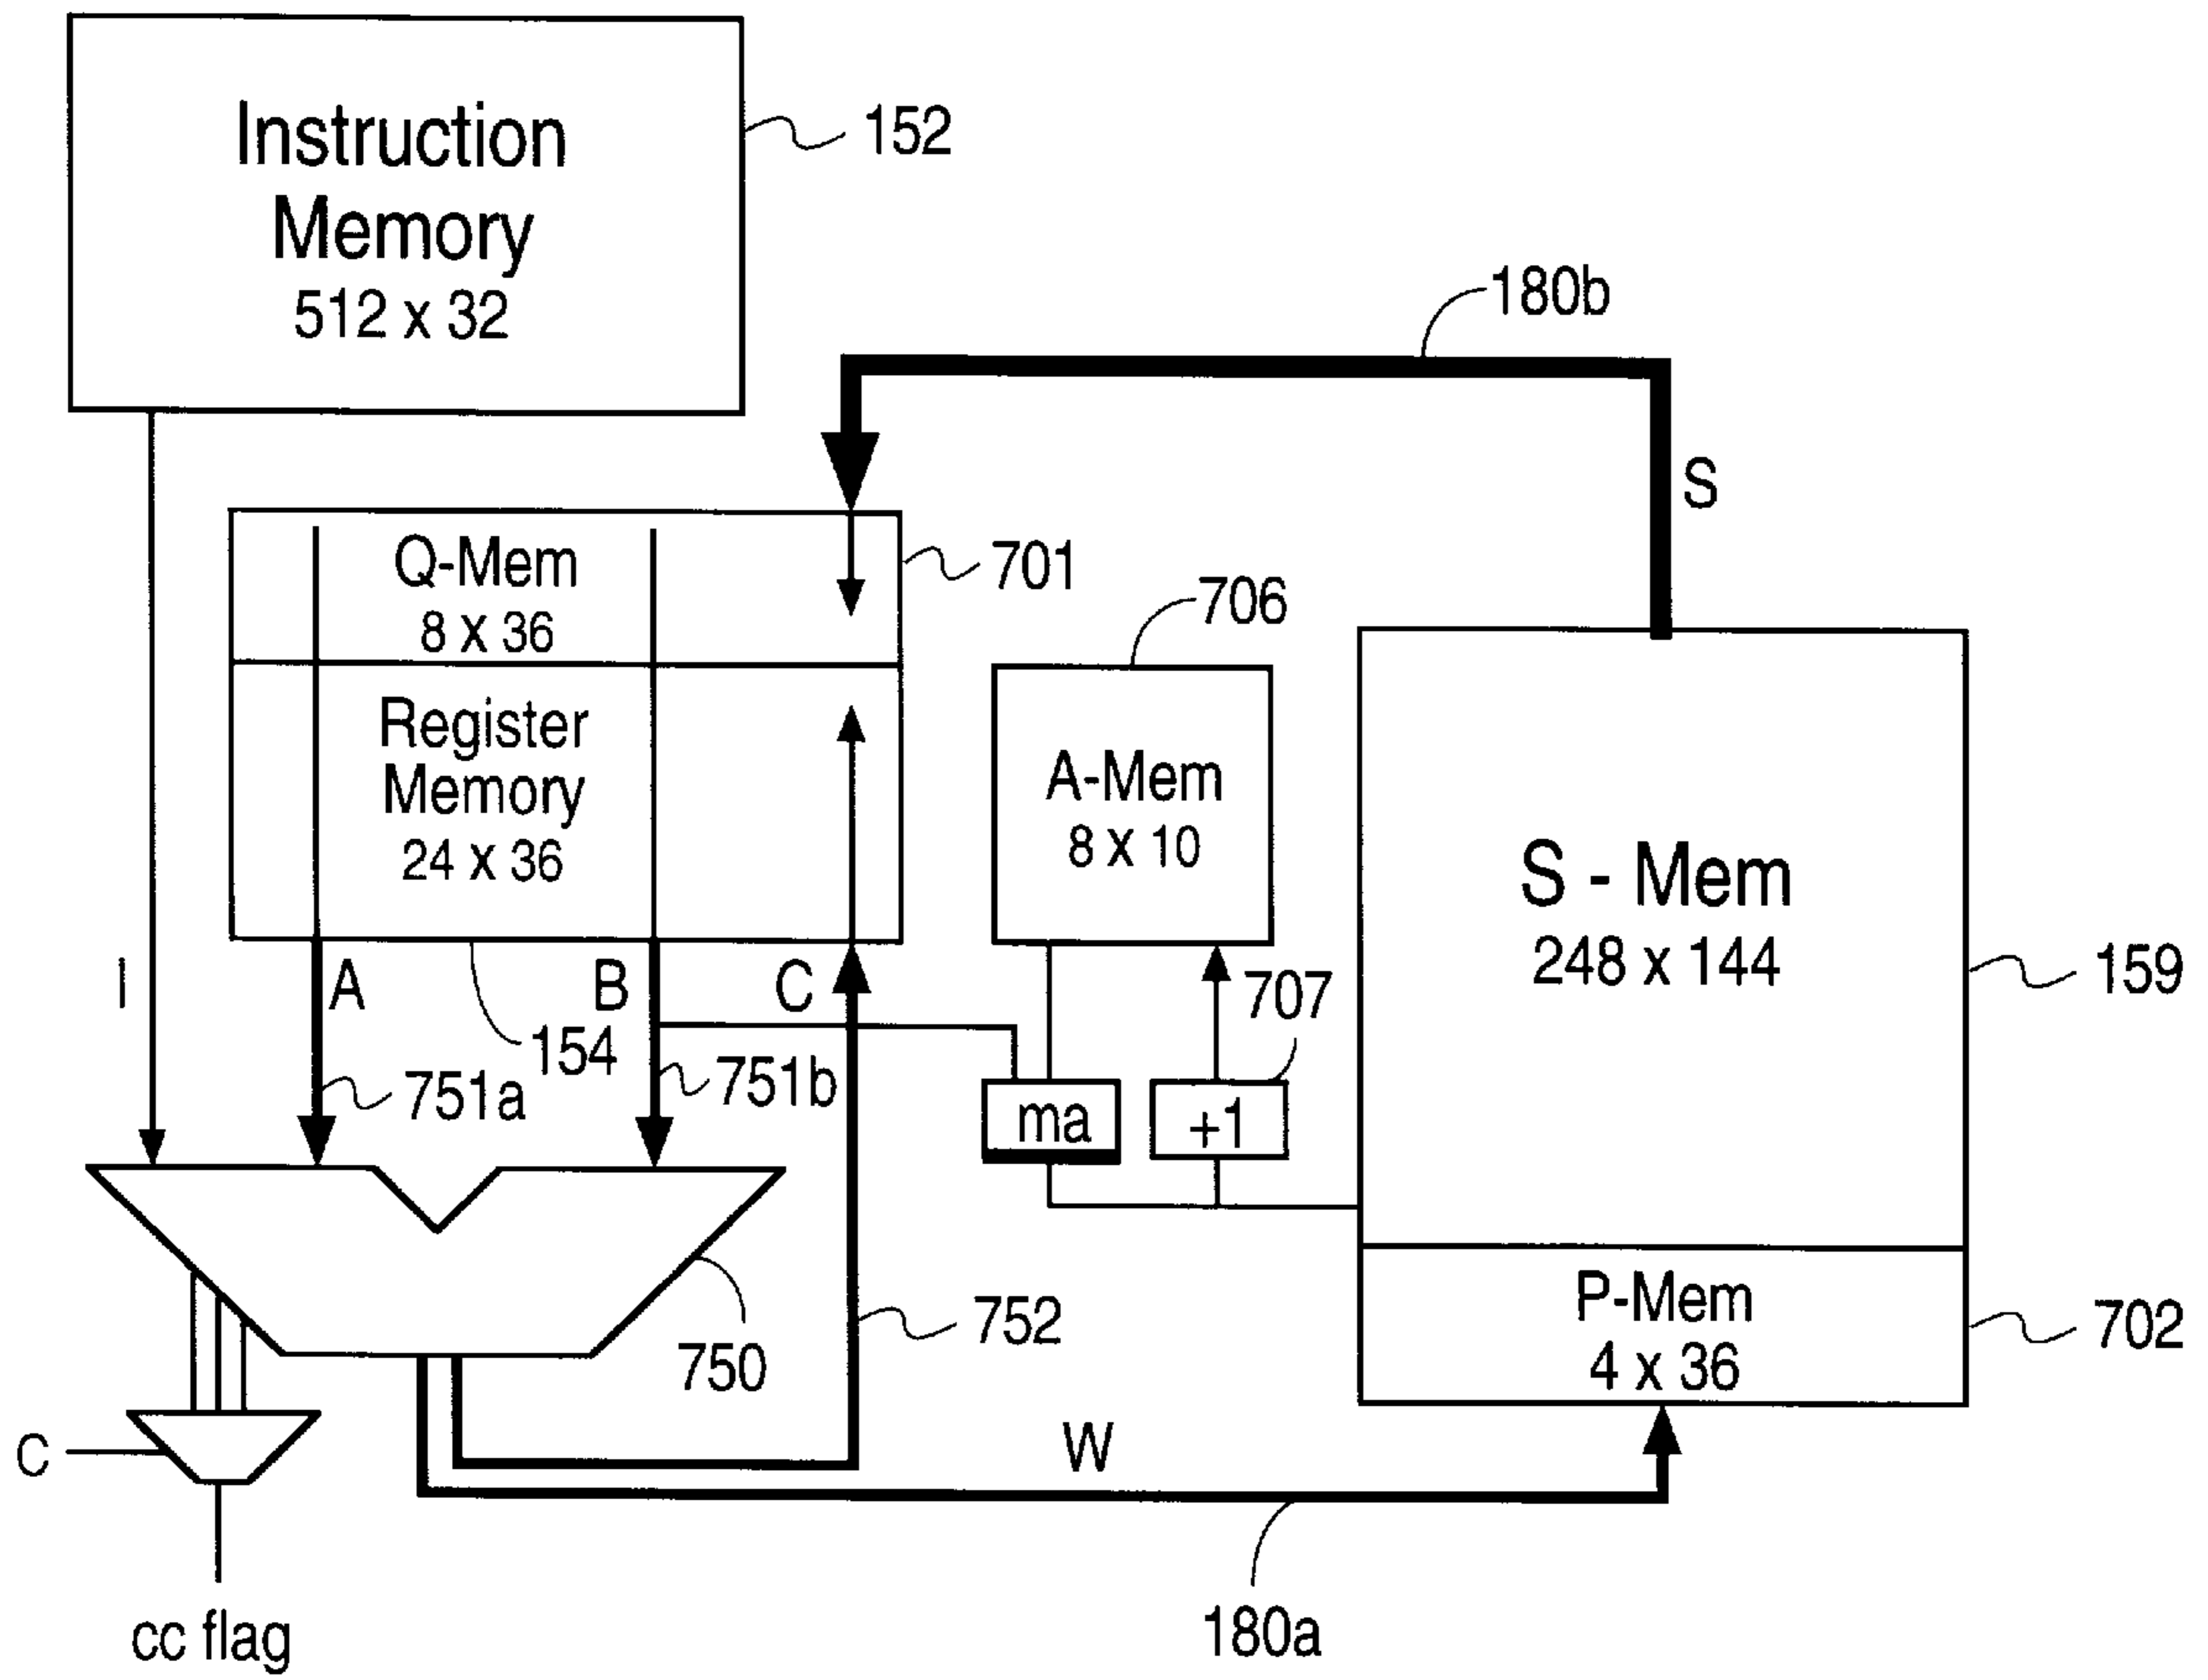 Instruction
Memory
512 x 32
152
180b
S
Q-Mem
8 x 36
701
706
Register
Memory
24 x 36
A-Mem
8 x 10
S - Mem
248 x 144
159
I
A
B
C
707
154
751a
751b
ma
+1
P-Mem
4 x 36
702
750
752
C
W
180a
cc flag